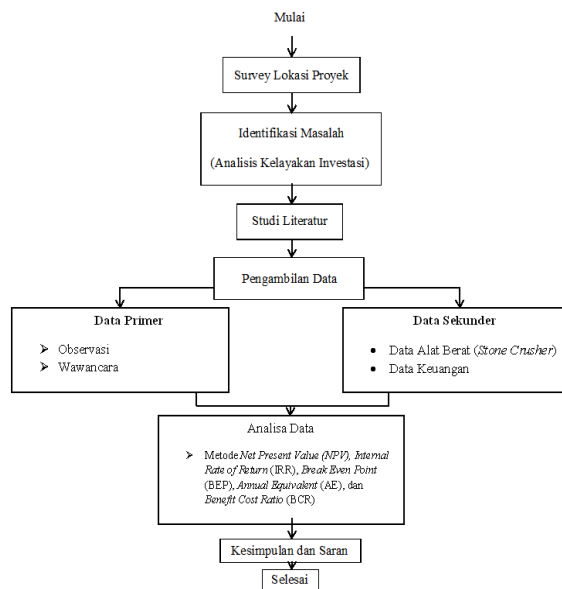 Mulai
Survey Lokasi Proyek
Identifikasi Masalah
(Analisis Kelayakan Investasi)
Studi Literatur
Pengambilan Data
Data Primer
➢ Observasi
➢ Wawancara
Data Sekunder
• Data Alat Berat (Stone Crusher)
• Data Keuangan
Analisa Data
➢ Metode Net Present Value (NPV), Internal
Rate of Return (IRR), Break Even Point
(BEP), Annual Equivalent (AE), dan
Benefit Cost Ratio (BCR)
Kesimpulan dan Saran
Selesai